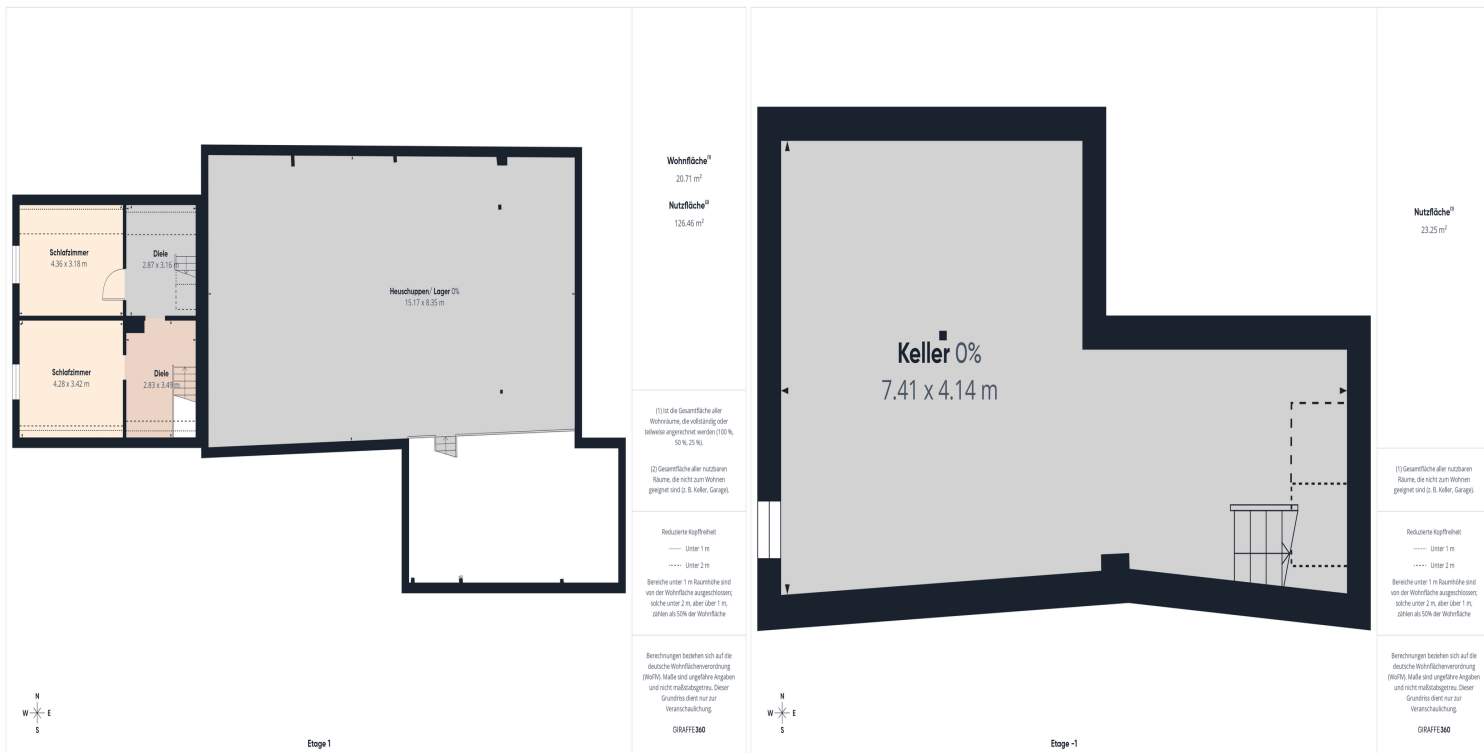 Schlafzimmer
4.36 x 3.18 m
Diele
2.87 x 3.16 m
Schlafzimmer
4.28 x 3.42 m
Diele
2.83 x 3.49 m
Heuschuppen/ Lager 0%
15.17 x 8.35 m
N
W E
S
Etage 1
Wohnfläche(1)
20.71 m²
Nutzfläche(2)
126.46 m²
(1) Ist die Gesamtfläche aller
Wohnräume, die vollständig oder
teilweise angerechnet werden (100 %,
50 %, 25 %).
(2) Gesamtfläche aller nutzbaren
Räume, die nicht zum Wohnen
geeignet sind (z. B. Keller, Garage).
Reduzierte Kopffreiheit
Unter 1 m
Unter 2 m
Bereiche unter 1 m Raumhöhe sind
von der Wohnfläche ausgeschlossen;
solche unter 2 m, aber über 1 m,
zählen als 50% der Wohnfläche
Berechnungen beziehen sich auf die
deutsche Wohnflächenverordnung
(WoFlV). Maße sind ungefähre Angaben
und nicht maßstabsgetreu. Dieser
Grundriss dient nur zur
Veranschaulichung.
GIRAFFE360
Keller 0%
7.41 x 4.14 m
N
W E
S
Etage -1
Nutzfläche(1)
23.25 m²
(1) Gesamtfläche aller nutzbaren
Räume, die nicht zum Wohnen
geeignet sind (z. B. Keller, Garage).
Reduzierte Kopffreiheit
Unter 1 m
Unter 2 m
Bereiche unter 1 m Raumhöhe sind
von der Wohnfläche ausgeschlossen;
solche unter 2 m, aber über 1 m,
zählen als 50% der Wohnfläche
Berechnungen beziehen sich auf die
deutsche Wohnflächenverordnung
(WoFlV). Maße sind ungefähre Angaben
und nicht maßstabsgetreu. Dieser
Grundriss dient nur zur
Veranschaulichung.
GIRAFFE360